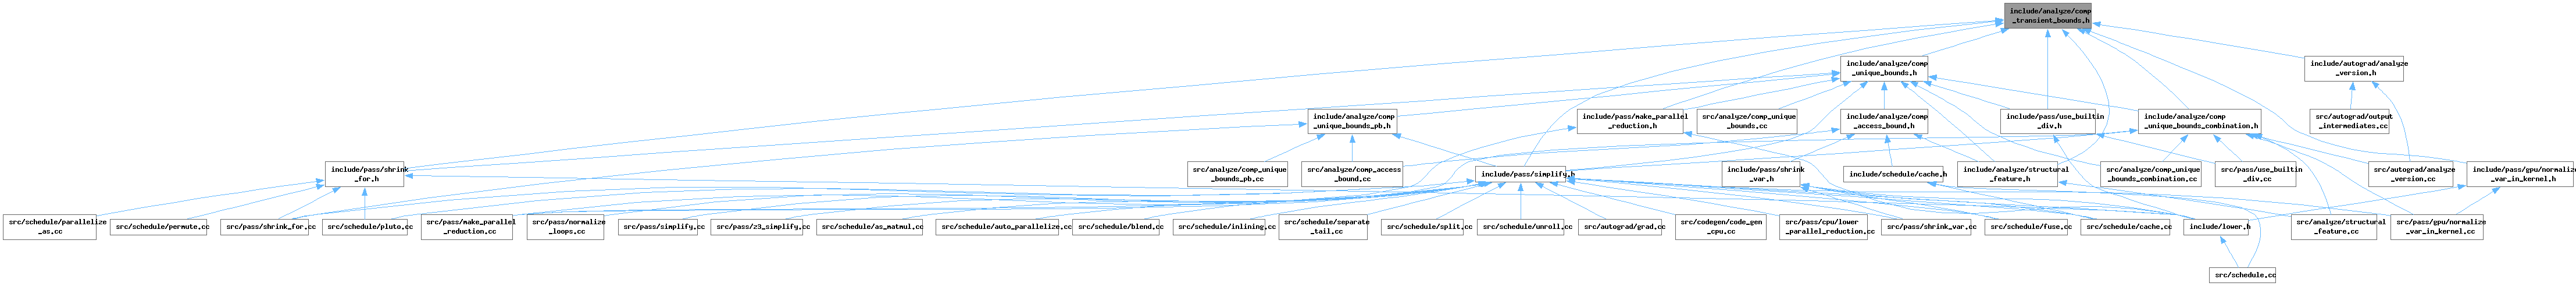 include/analyze/comp
_transient_bounds.h
include/analyze/comp
_unique_bounds.h
include/autograd/analyze
_version.h
include/analyze/comp
_unique_bounds_pb.h
include/pass/make_parallel
_reduction.h
src/analyze/comp_unique
_bounds.cc
include/analyze/comp
_access_bound.h
include/pass/use_builtin
_div.h
include/analyze/comp
_unique_bounds_combination.h
src/autograd/output
_intermediates.cc
include/pass/shrink
_for.h
src/analyze/comp_unique
_bounds_pb.cc
src/analyze/comp_access
_bound.cc
include/pass/simplify.h
include/pass/shrink
_var.h
include/schedule/cache.h
include/analyze/structural
_feature.h
src/analyze/comp_unique
_bounds_combination.cc
src/pass/use_builtin
_div.cc
src/autograd/analyze
_version.cc
include/pass/gpu/normalize
_var_in_kernel.h
src/schedule/parallelize
_as.cc
src/schedule/permute.cc
src/pass/shrink_for.cc
src/schedule/pluto.cc
src/pass/make_parallel
_reduction.cc
src/pass/normalize
_loops.cc
src/pass/simplify.cc
src/pass/z3_simplify.cc
src/schedule/as_matmul.cc
src/schedule/auto_parallelize.cc
src/schedule/blend.cc
src/schedule/inlining.cc
src/schedule/separate
_tail.cc
src/schedule/split.cc
src/schedule/unroll.cc
src/autograd/grad.cc
src/codegen/code_gen
_cpu.cc
src/pass/cpu/lower
_parallel_reduction.cc
src/pass/shrink_var.cc
src/schedule/fuse.cc
src/schedule/cache.cc
include/lower.h
src/analyze/structural
_feature.cc
src/pass/gpu/normalize
_var_in_kernel.cc
src/schedule.cc